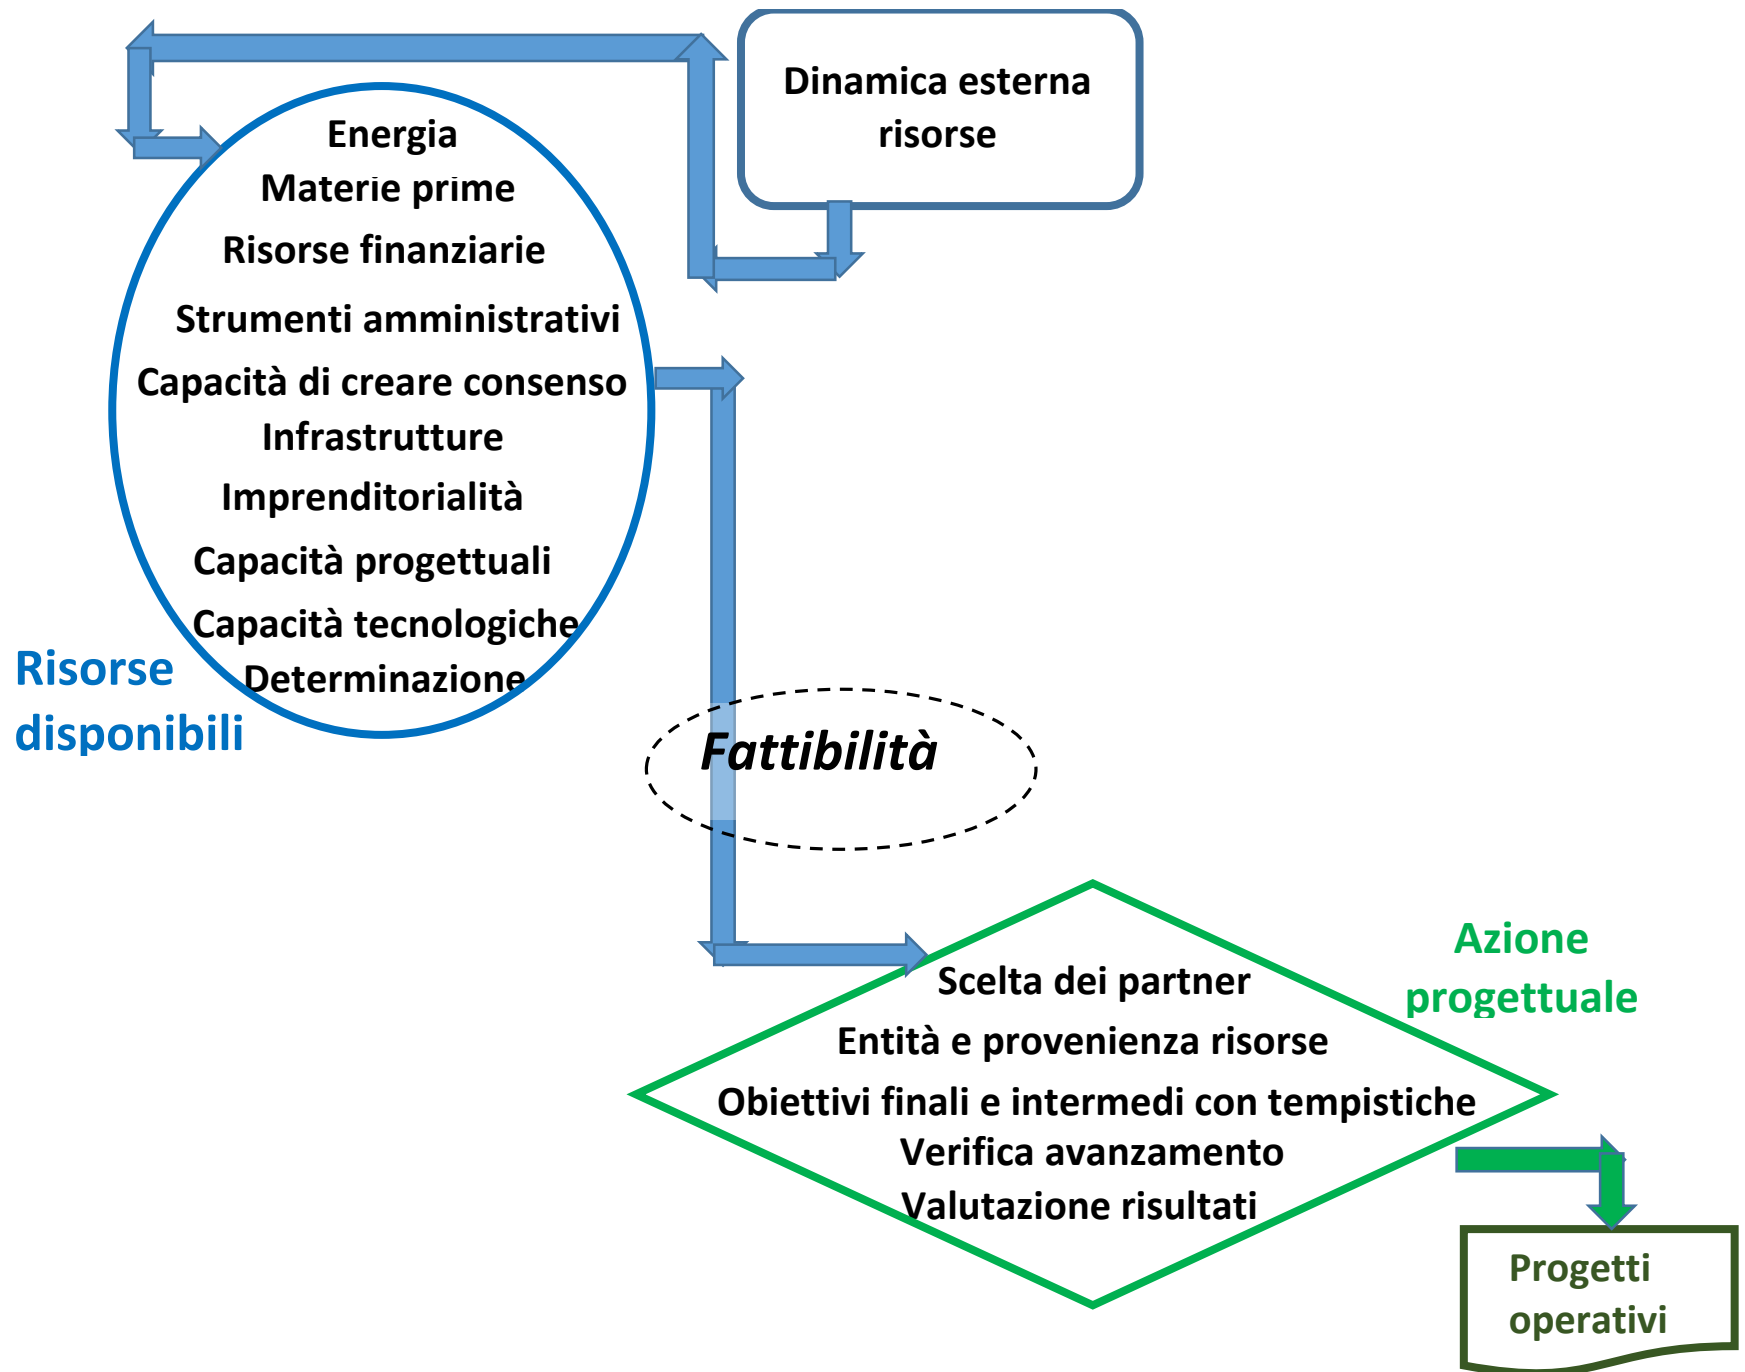 Dinamica esterna
risorse
Energia
Materie prime
Risorse finanziarie
Strumenti amministrativi
Capacità di creare consenso
Infrastrutture
Imprenditorialità
Capacità progettuali
Capacità tecnologiche
Determinazione
Risorse
disponibili
Fattibilità
Azione
progettuale
Scelta dei partner
Entità e provenienza risorse
Obiettivi finali e intermedi con tempistiche
Verifica avanzamento
Valutazione risultati
Progetti
operativi